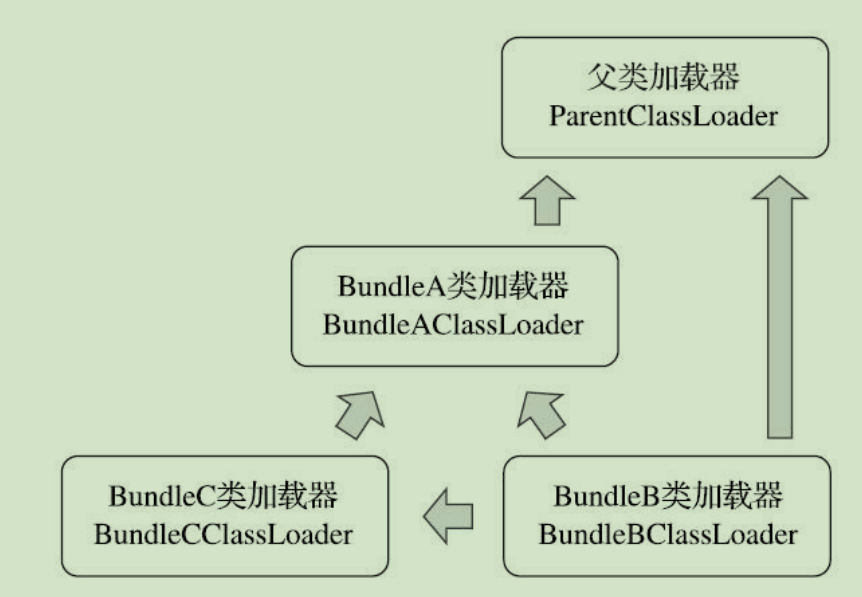 父类加载器
ParentClassLoader
BundleA类加载器
BundleAClassLoader
BundleC类加载器
BundleCClassLoader
BundleB类加载器
BundleBClassLoader